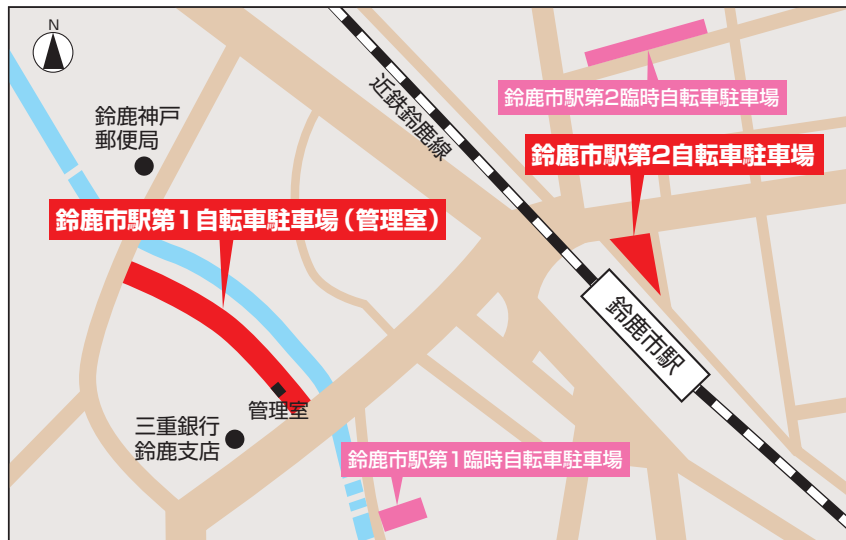 N
鈴鹿市駅第2臨時自転車駐車場
近鉄鈴鹿線
鈴鹿神戸
郵便局
鈴鹿市駅第2自転車駐車場
鈴鹿市駅第1自転車駐車場(管理室)
鈴鹿市駅
管理室
三重銀行
鈴鹿支店
鈴鹿市駅第1臨時自転車駐車場